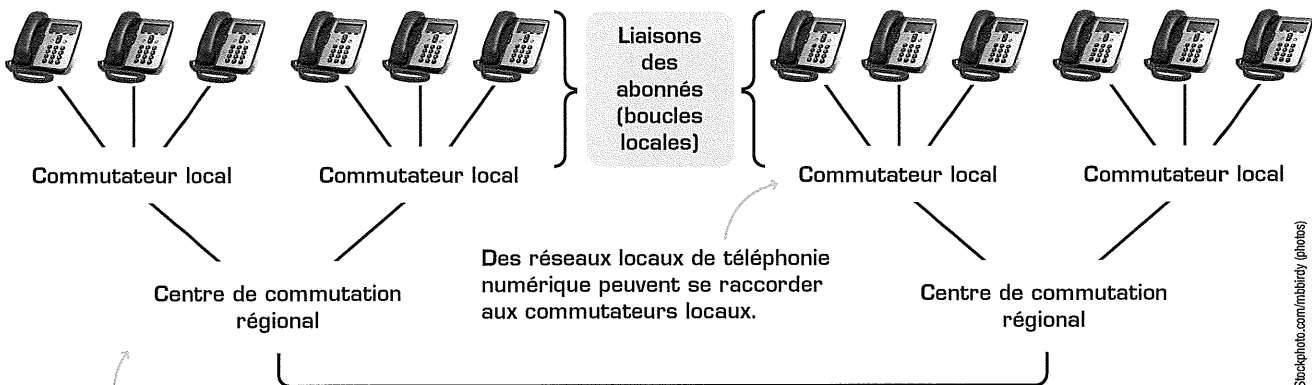 Liaisons
des
abonnés
(boucles
locales)
Commutateur local
Commutateur local
Commutateur local
Commutateur local
Des réseaux locaux de téléphonie
numérique peuvent se raccorder
aux commutateurs locaux.
Centre de commutation
régional
Centre de commutation
régional
Stockphoto.com/mbbirdy (photos)